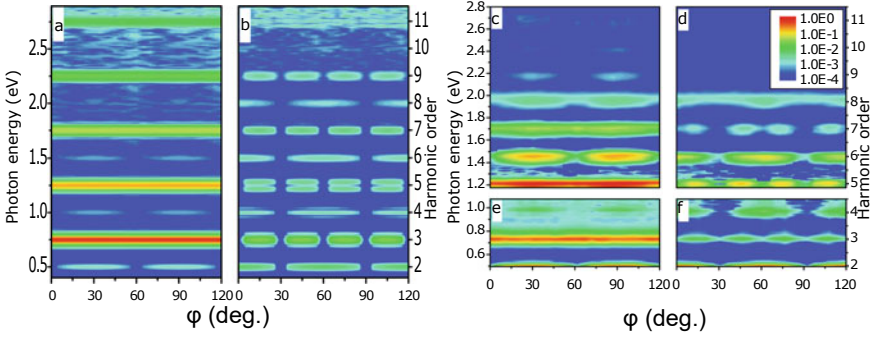 a
b
2.5
2.0
1.5
1.0
0.5
Photon energy (eV)
0 30 60 90 120
0 30 60 90 120
φ (deg.)
11
10
9
8
7
6
5
4
3
2
Harmonic order
c
d
2.8
2.6
2.4
2.2
2.0
1.8
1.6
1.4
1.2
Photon energy (eV)
1.0E0
1.0E-1
1.0E-2
1.0E-3
1.0E-4
11
10
9
8
7
6
5
Harmonic order
e
f
1.0
0.8
0.6
4
3
2
0 30 60 90 120
0 30 60 90 120
φ (deg.)